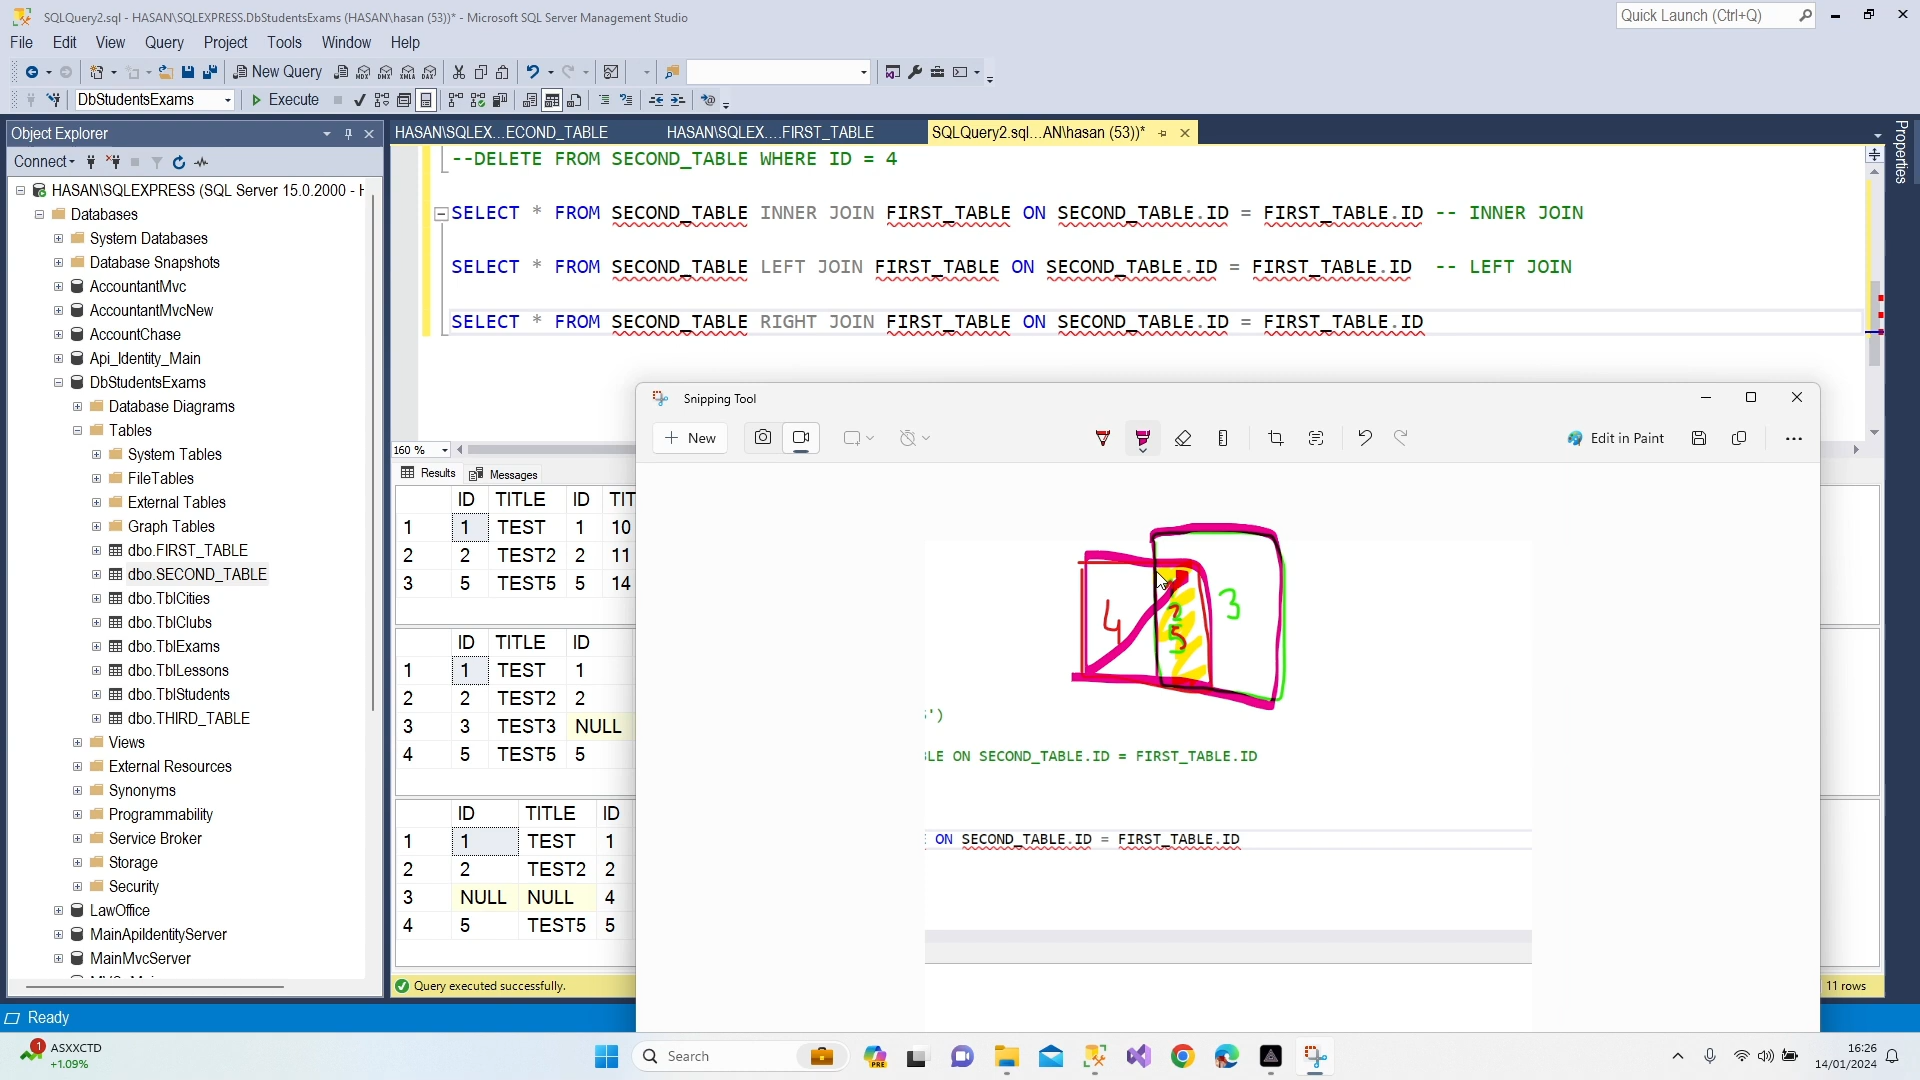 SQLQuery2.sql - HASAN\SQLEXPRESS.DbStudentsExams (HASAN\hasan (53))* - Microsoft SQL Server Management Studio
Quick Launch (Ctrl+Q)
File Edit View Query Project Tools Window Help
New Query
DbStudentsExams Execute
Object Explorer
Connect
HASAN\SQLEXPRESS (SQL Server 15.0.2000 - H
Databases
System Databases
Database Snapshots
AccountantMvc
AccountantMvcNew
AccountChase
Api_Identity_Main
DbStudentsExams
Database Diagrams
Tables
System Tables
FileTables
External Tables
Graph Tables
dbo.FIRST_TABLE
dbo.SECOND_TABLE
dbo.TblCities
dbo.TblClubs
dbo.TblExams
dbo.TblLessons
dbo.TblStudents
dbo.THIRD_TABLE
Views
External Resources
Synonyms
Programmability
Service Broker
Storage
Security
LawOffice
MainApiIdentityServer
MainMvcServer
HASAN\SQLEX...ECOND_TABLE HASAN\SQLEX....FIRST_TABLE SQLQuery2.sql...AN\hasan (53))*
Properties
--DELETE FROM SECOND_TABLE WHERE ID = 4
SELECT * FROM SECOND_TABLE INNER JOIN FIRST_TABLE ON SECOND_TABLE.ID = FIRST_TABLE.ID -- INNER JOIN
SELECT * FROM SECOND_TABLE LEFT JOIN FIRST_TABLE ON SECOND_TABLE.ID = FIRST_TABLE.ID -- LEFT JOIN
SELECT * FROM SECOND_TABLE RIGHT JOIN FIRST_TABLE ON SECOND_TABLE.ID = FIRST_TABLE.ID
160 %
Results Messages
ID TITLE ID TIT
1 1 TEST 1 10
2 2 TEST2 2 11
3 5 TEST5 5 14
ID TITLE ID
1 1 TEST 1
2 2 TEST2 2
3 3 TEST3 NULL
4 5 TEST5 5
ID TITLE ID
1 1 TEST 1
2 2 TEST2 2
3 NULL NULL 4
4 5 TEST5 5
Query executed successfully.
11 rows
Snipping Tool
New
Edit in Paint
4 2 3
5
')
LE ON SECOND_TABLE.ID = FIRST_TABLE.ID
ON SECOND_TABLE.ID = FIRST_TABLE.ID
Ready
1 ASXXCTD
+1.09%
Search
PRE
16:26
14/01/2024